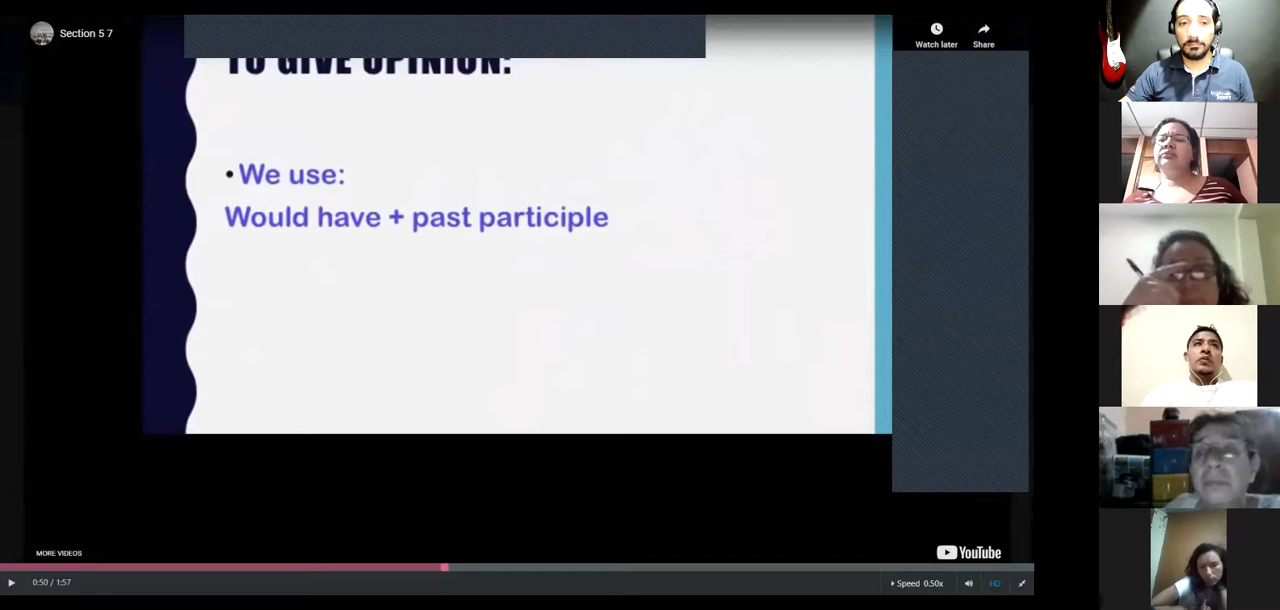 Section 5 7
Watch later
Share
TO GIVE OPINION:
• We use:
Would have + past participle
MORE VIDEOS
YouTube
0:50 / 1:57
Speed 0.50x
HD